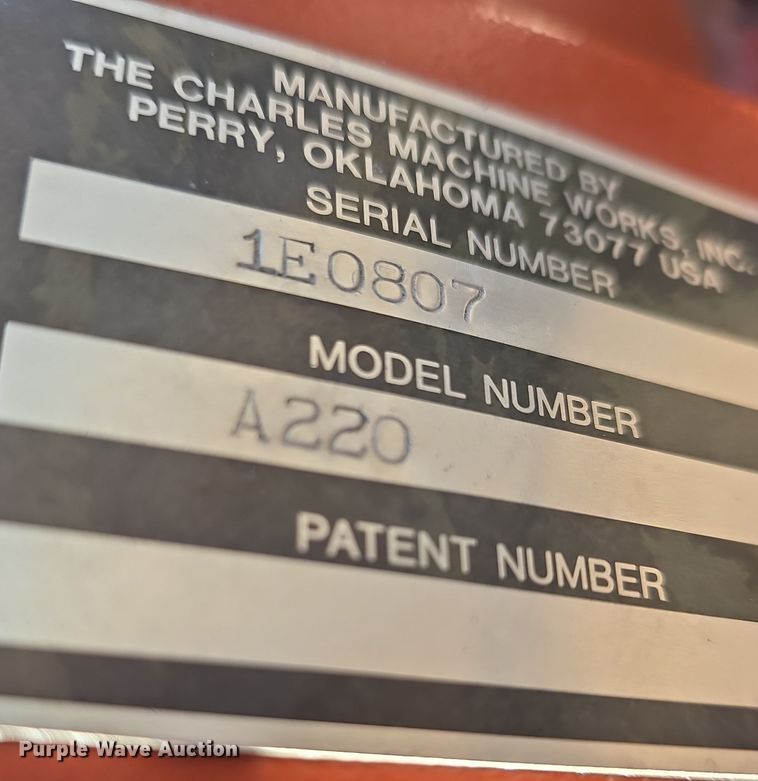 MANUFACTURED BY
THE CHARLES MACHINE WORKS, INC.
PERRY, OKLAHOMA 73077 USA
SERIAL NUMBER
1E0807
MODEL NUMBER
A220
PATENT NUMBER
Purple Wave Auction